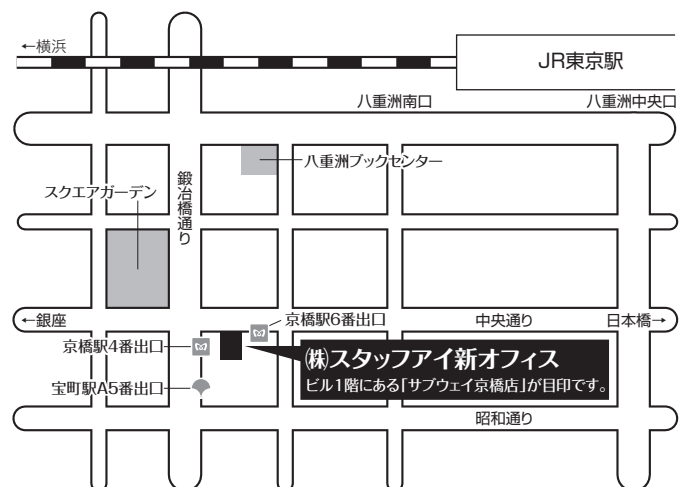 ←横浜
JR東京駅
八重洲南口
八重洲中央口
八重洲ブックセンター
スクエアガーデン
鍛冶橋通り
←銀座
京橋駅6番出口
中央通り
日本橋→
京橋駅4番出口
㈱スタッフアイ新オフィス
ビル1階にある「サブウェイ京橋店」が目印です。
宝町駅A5番出口
昭和通り